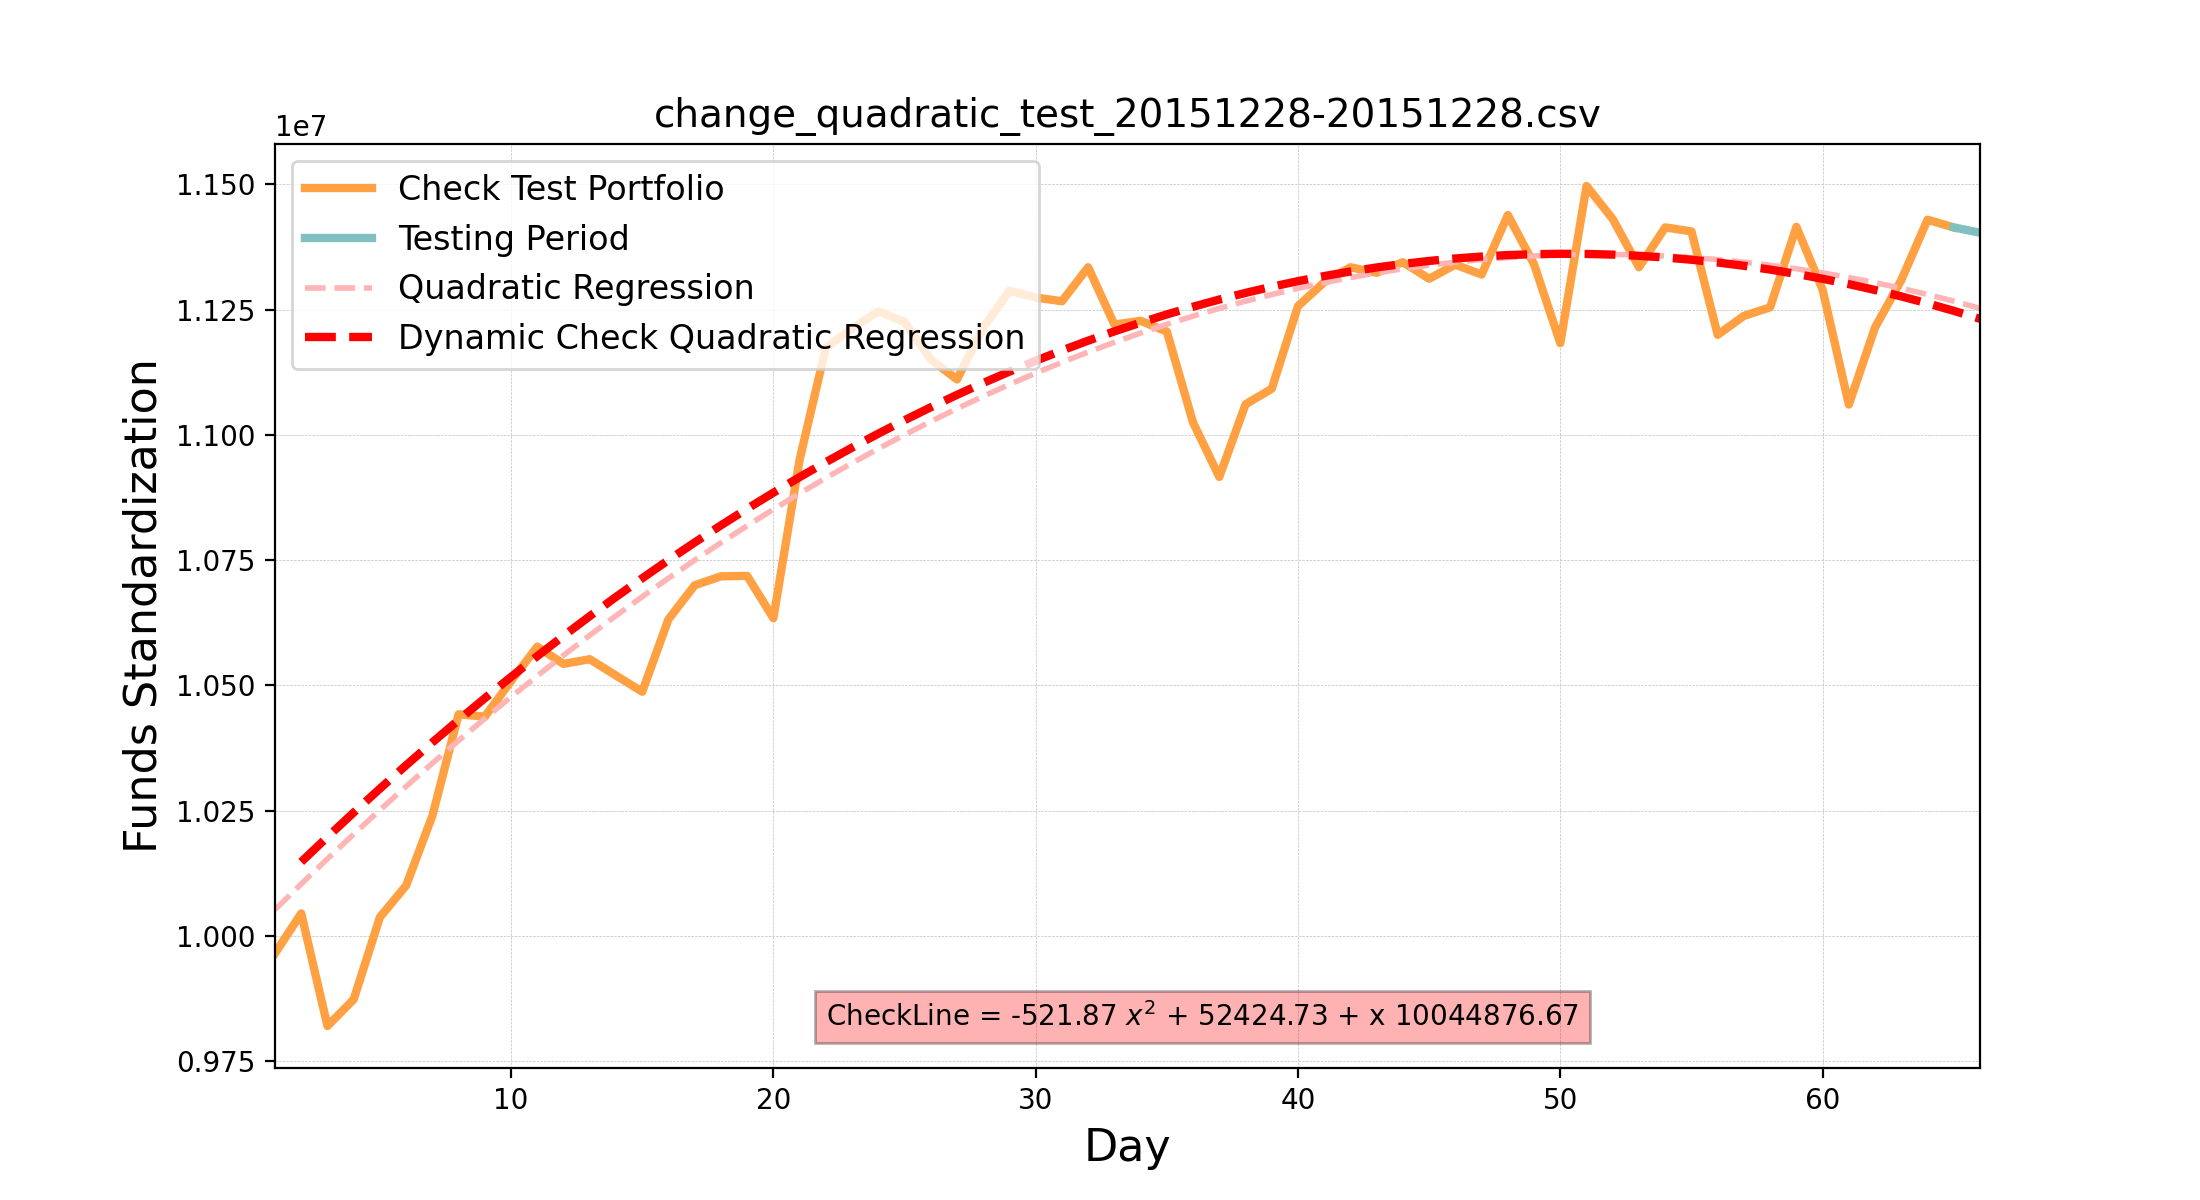 change_quadratic_test_20151228-20151228.csv
1e7
Check Test Portfolio
Testing Period
Quadratic Regression
Dynamic Check Quadratic Regression
1.150
1.125
1.100
1.075
1.050
1.025
1.000
0.975
Funds Standardization
CheckLine = -521.87 x² + 52424.73 + x 10044876.67
10 20 30 40 50 60
Day